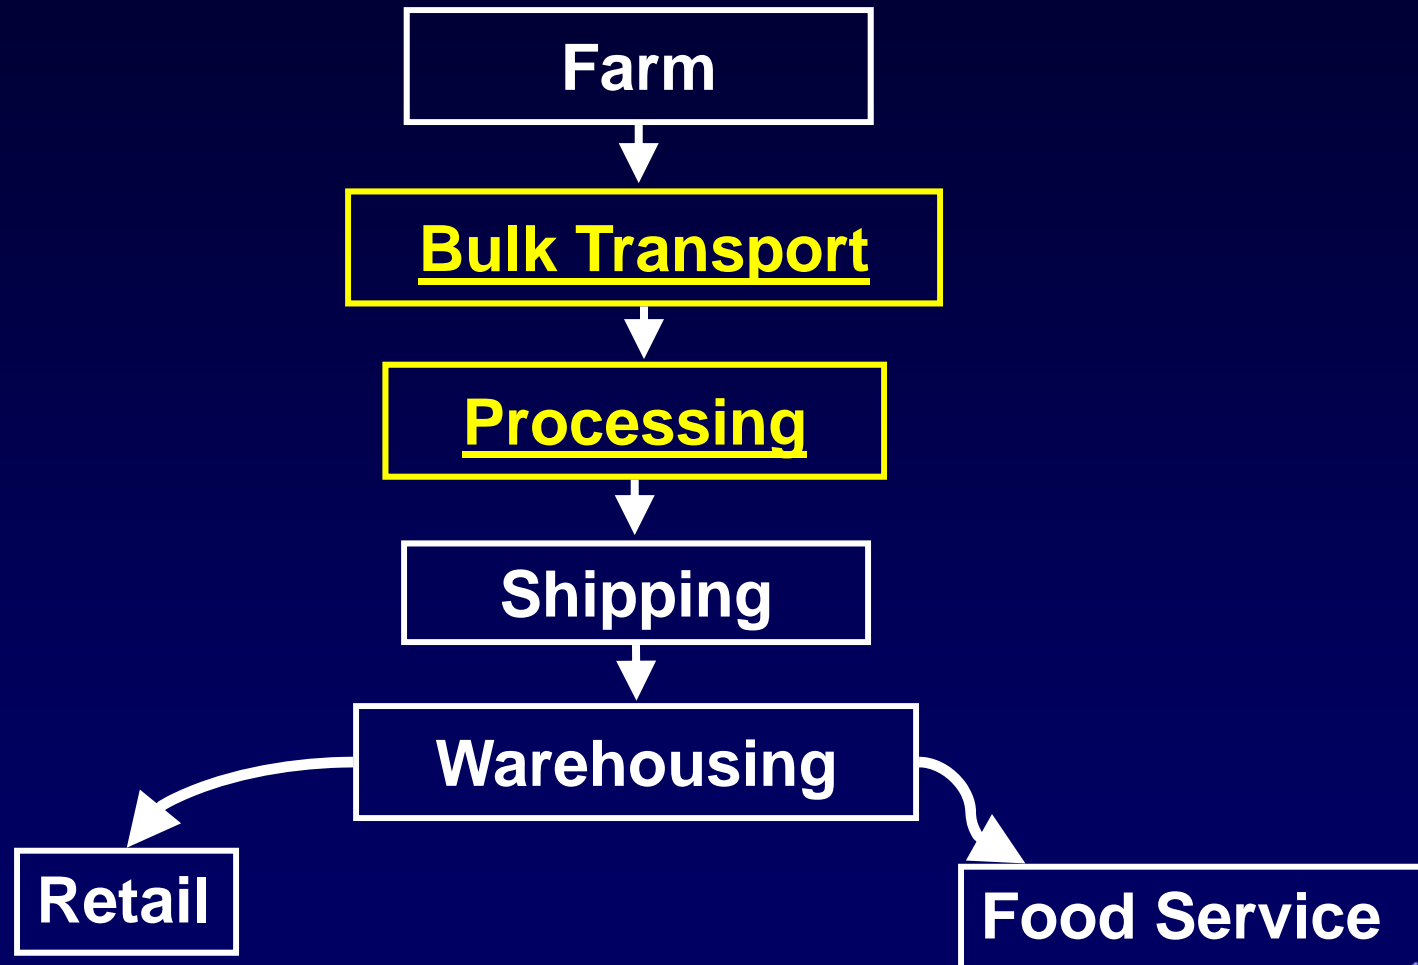 Farm
Bulk Transport
Processing
Shipping
Warehousing
Retail
Food Service